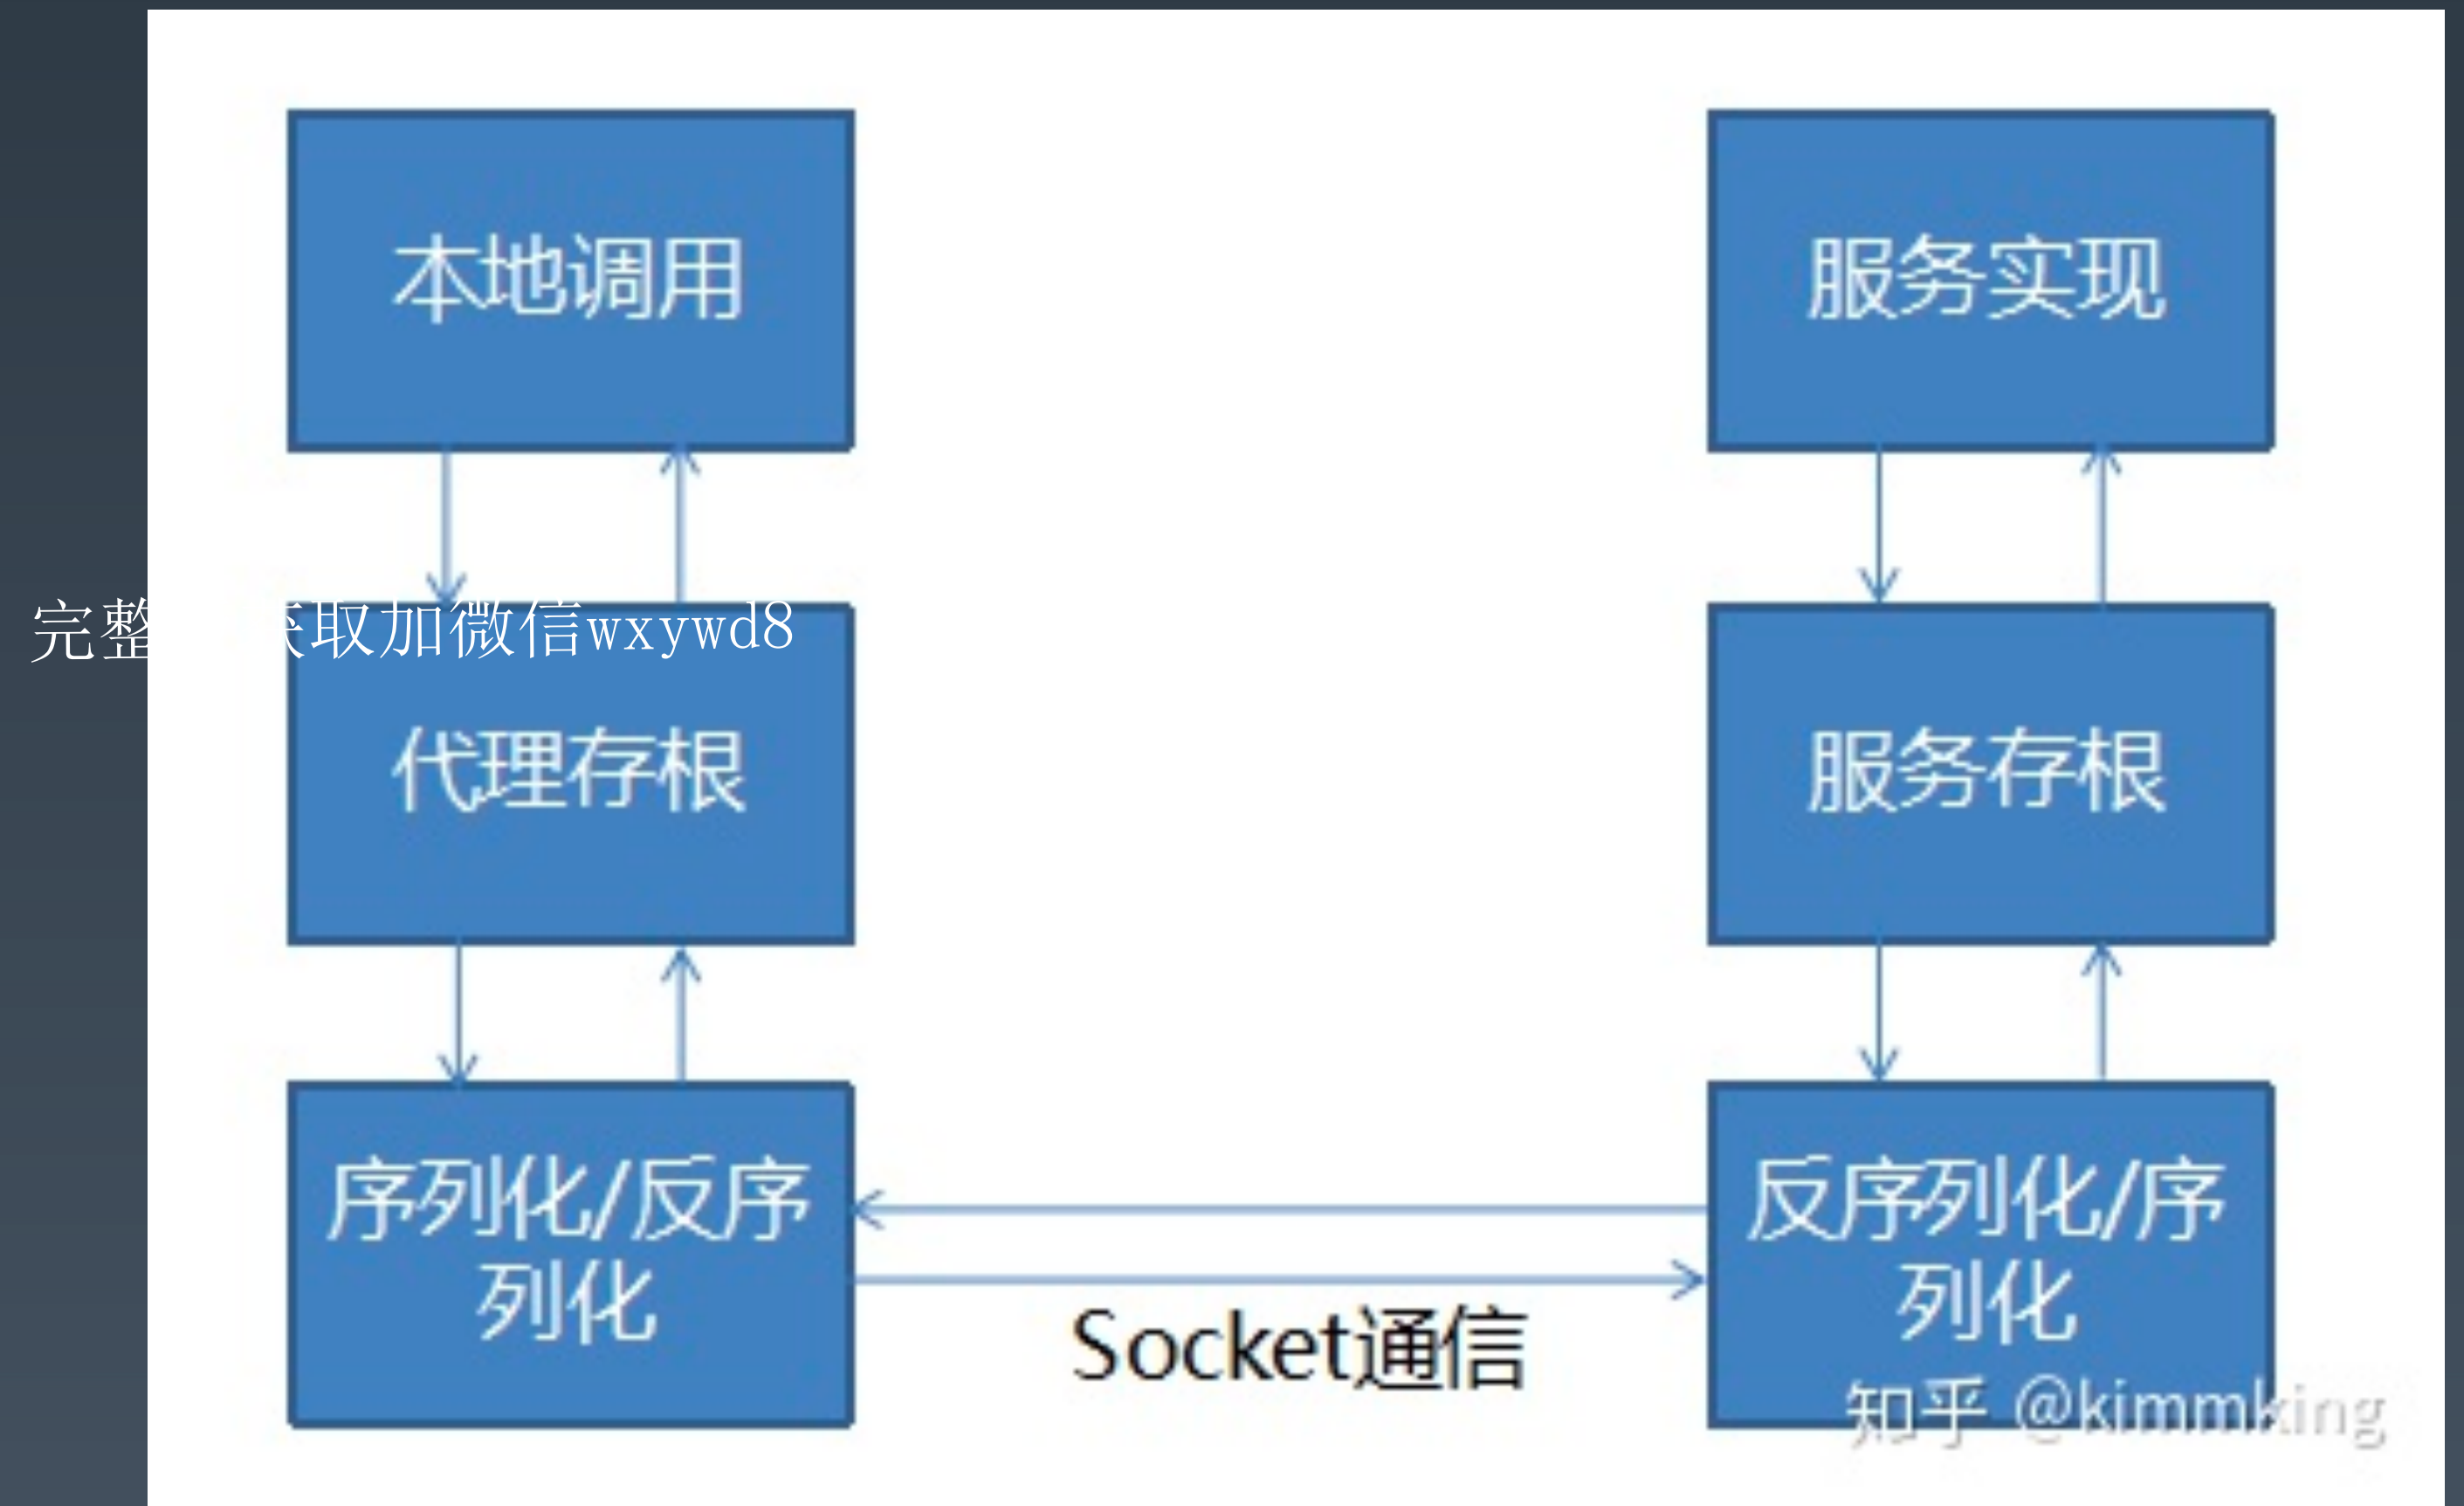 本地调用
服务实现
完整
取加微信wxywd8
代理存根
服务存根
序列化/反序
列化
反序列化/序
列化
Socket通信
知乎 @kimmking